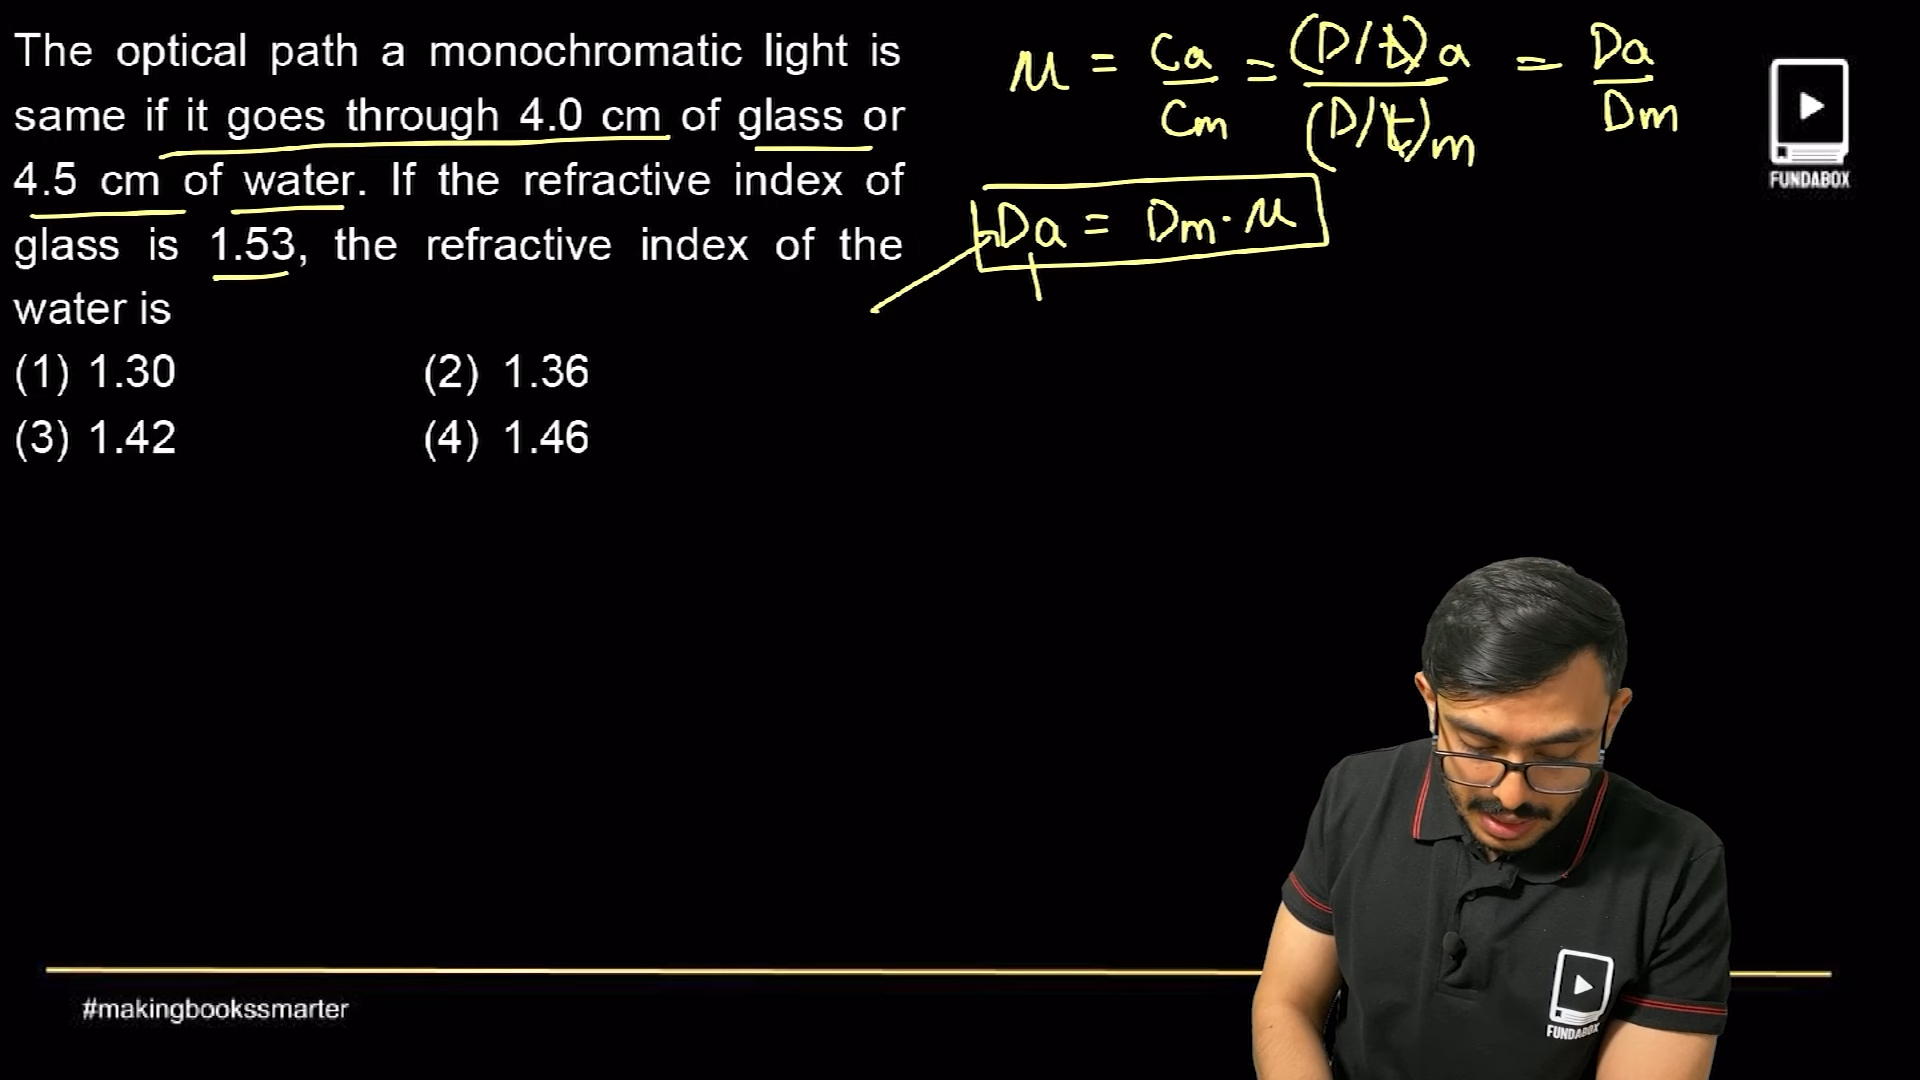 The optical path a monochromatic light is
same if it goes through 4.0 cm of glass or
4.5 cm of water. If the refractive index of
glass is 1.53, the refractive index of the
water is
(1) 1.30 (2) 1.36
(3) 1.42 (4) 1.46
μ = Ca/Cm = (D/t)a/(D/t)m = Da/Dm
Da = Dm·μ
FUNDABOX
#makingbookssmarter
FUNDABOX